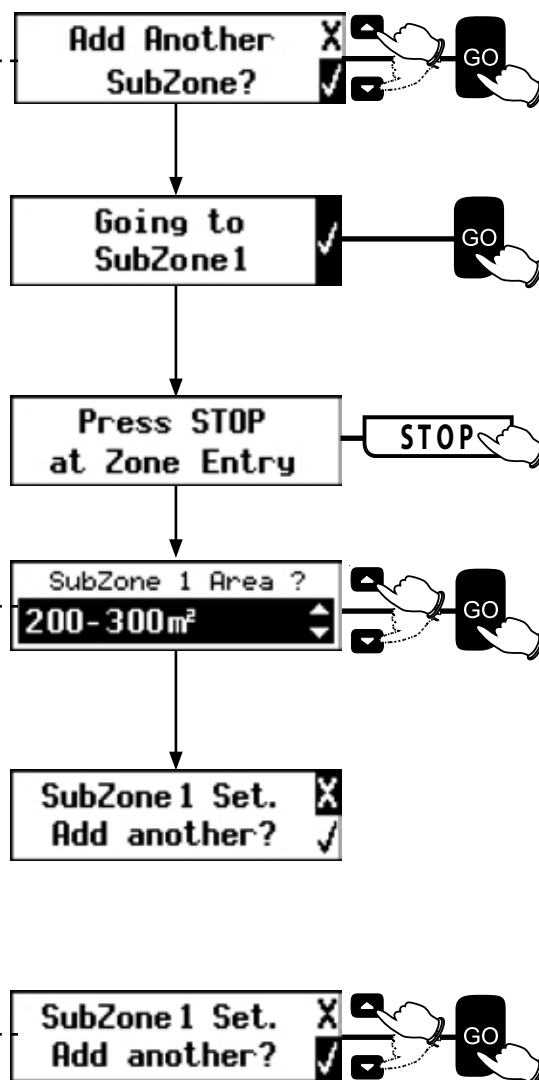 Add Another X
SubZone? √
GO
Going to
SubZone1 √
GO
Press STOP
at Zone Entry
STOP
SubZone 1 Area ?
200-300m²
GO
SubZone1 Set. X
Add another? √
SubZone1 Set. X
Add another? √
GO